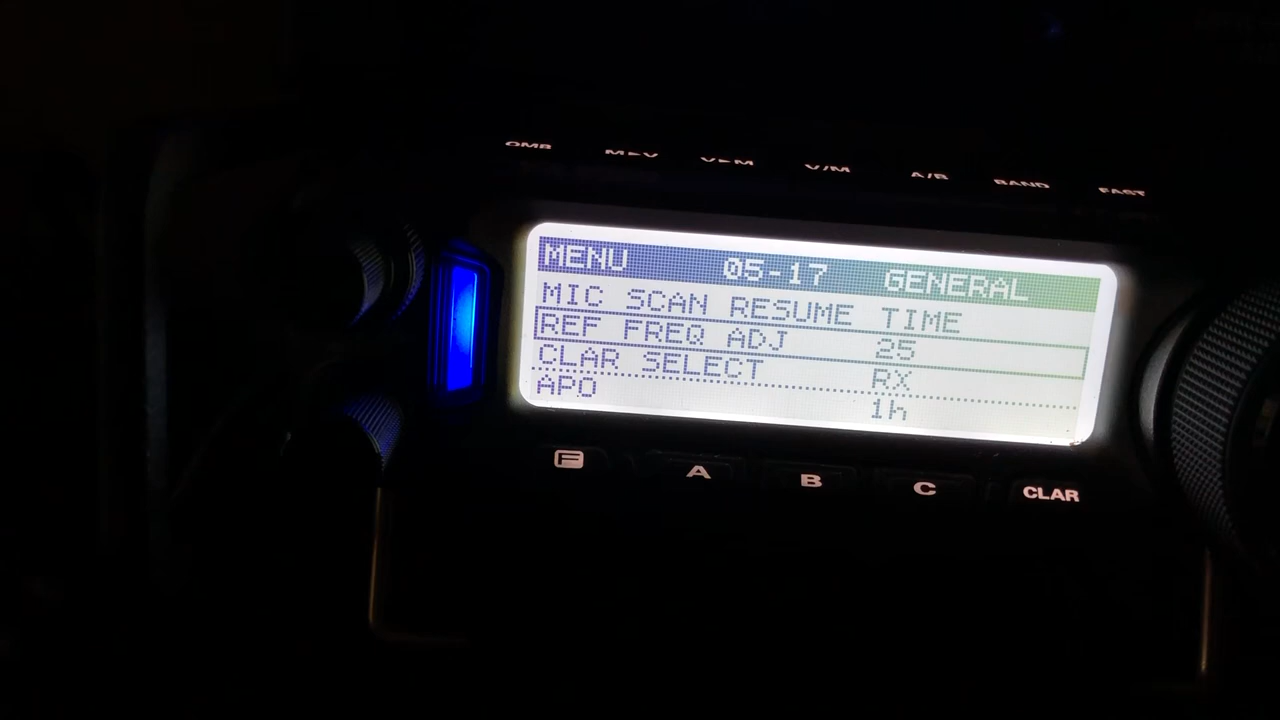 V/M A/B BAND FAST
MENU 05-17 GENERAL
MIC SCAN RESUME TIME
REF FREQ ADJ 25
CLAR SELECT RX
APO 1h
F A B C CLAR